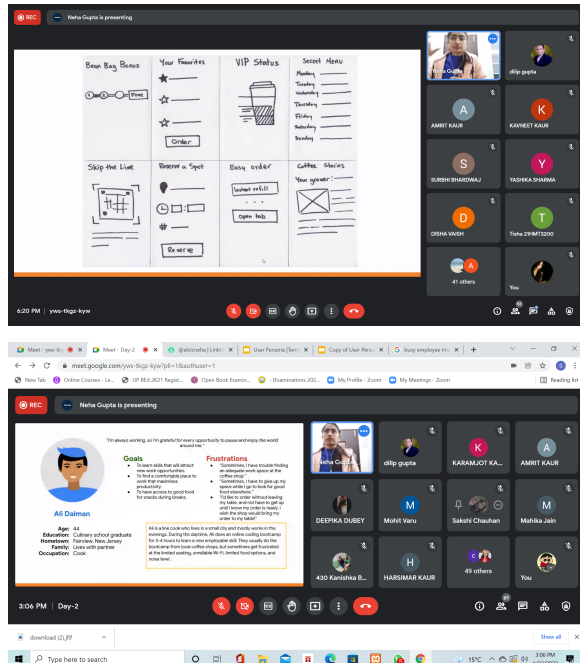 REC
Neha Gupta is presenting
Bean Bag Bonus
Free
Your Favorites
Order
VIP Status
Secret Menu
Monday
Tuesday
Wednesday
Thursday
Friday
Saturday
Sunday
Skip the Line
Reserve a Spot
#
Reserve
Easy order
Instant refill
Open tab
Coffee Stories
Your grower:
Neha Gupta
dilip gupta
A
AMRIT KAUR
K
KAVNEET KAUR
S
SURBHI BHARDWAJ
Y
YASHIKA SHARMA
D
DISHA VAISH
T
Tisha 21HMT3200
A
41 others
You
6:20 PM | yws-tkgz-kyw
Meet - yws-tkg
Meet - Day-2
@eldzneha | Linktr
User Persona [Tem
Copy of User Perso
busy employee im
meet.google.com/yws-tkgz-kyw?pli=1&authuser=1
New Tab
Online Courses - Le...
UP BEd 2K21 Regist...
Open Book Examin...
(Examinations 202...
My Profile - Zoom
My Meetings - Zoom
Reading list
REC
Neha Gupta is presenting
"I'm always working, so I'm grateful for every opportunity to pause and enjoy the world
around me."
Goals
To learn skills that will attract
new work opportunities.
To find a comfortable place to
work that maximizes
productivity.
To have access to good food
for snacks during breaks.
Frustrations
"Sometimes, I have trouble finding
an adequate work space at the
coffee shop."
"Sometimes, I have to give up my
space while I go to look for good
food elsewhere."
"I'd like to order without leaving
my table, and not have to get up
until I know my order is ready. I
wish the shop would bring my
order to my table!"
Ali Dalman
Age: 44
Education: Culinary school graduate
Hometown: Fairview, New Jersey
Family: Lives with partner
Occupation: Cook
Ali is a line cook who lives in a small city and mostly works in the
evenings. During the daytime, Ali does an online coding bootcamp
for 3-4 hours to learn a new employable skill. They usually do the
bootcamp from local coffee shops, but sometimes get frustrated
at the limited seating, unreliable Wi-Fi, limited food options, and
noise level.
Neha Gupta
dilip gupta
K
KARAMJOT KA...
A
AMRIT KAUR
DEEPIKA DUBEY
M
Mohit Varu
Sakshi Chauhan
M
Mahika Jain
430 Kanishka B...
H
HARSIMAR KAUR
C
49 others
You
3:06 PM | Day-2
61
download (2).jfif
Show all
Type here to search
15°C
3:06 PM